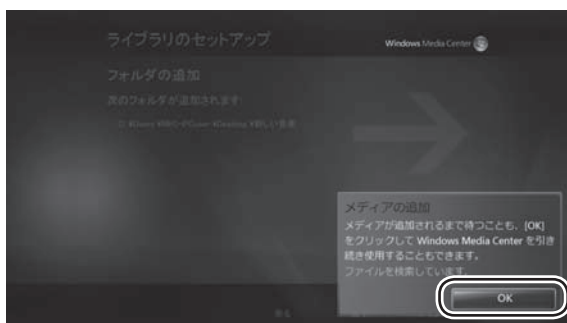 ライブラリのセットアップ
Windows Media Center
フォルダの追加
次のフォルダが追加されます:
メディアの追加
メディアが追加されるまで待つことも、[OK]
をクリックして Windows Media Center を引き
続き使用することもできます。
ファイルを検索しています。
OK